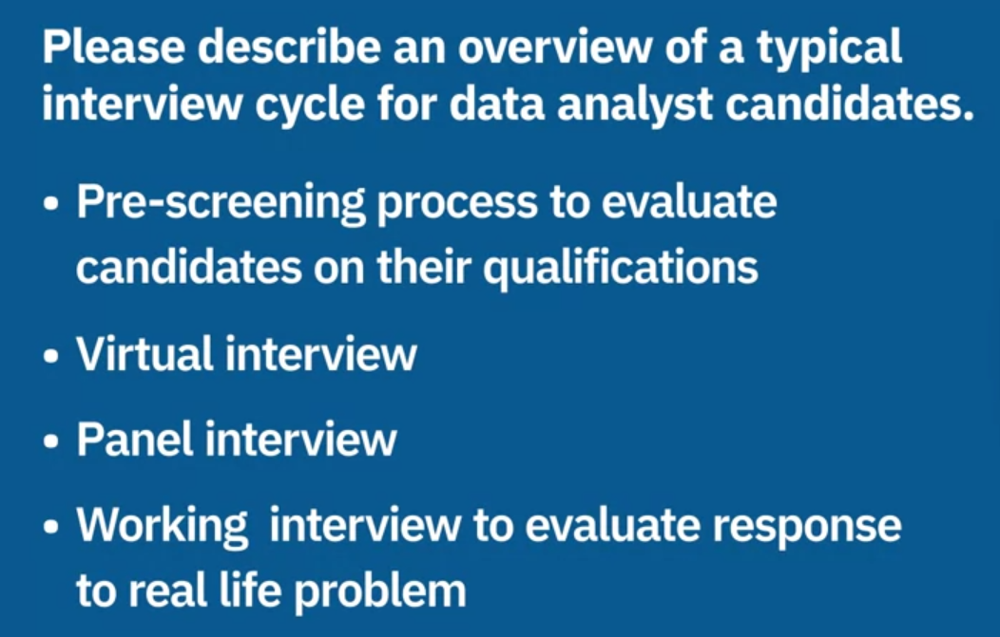 Please describe an overview of a typical
interview cycle for data analyst candidates.
• Pre-screening process to evaluate
candidates on their qualifications
• Virtual interview
• Panel interview
• Working  interview to evaluate response
to real life problem